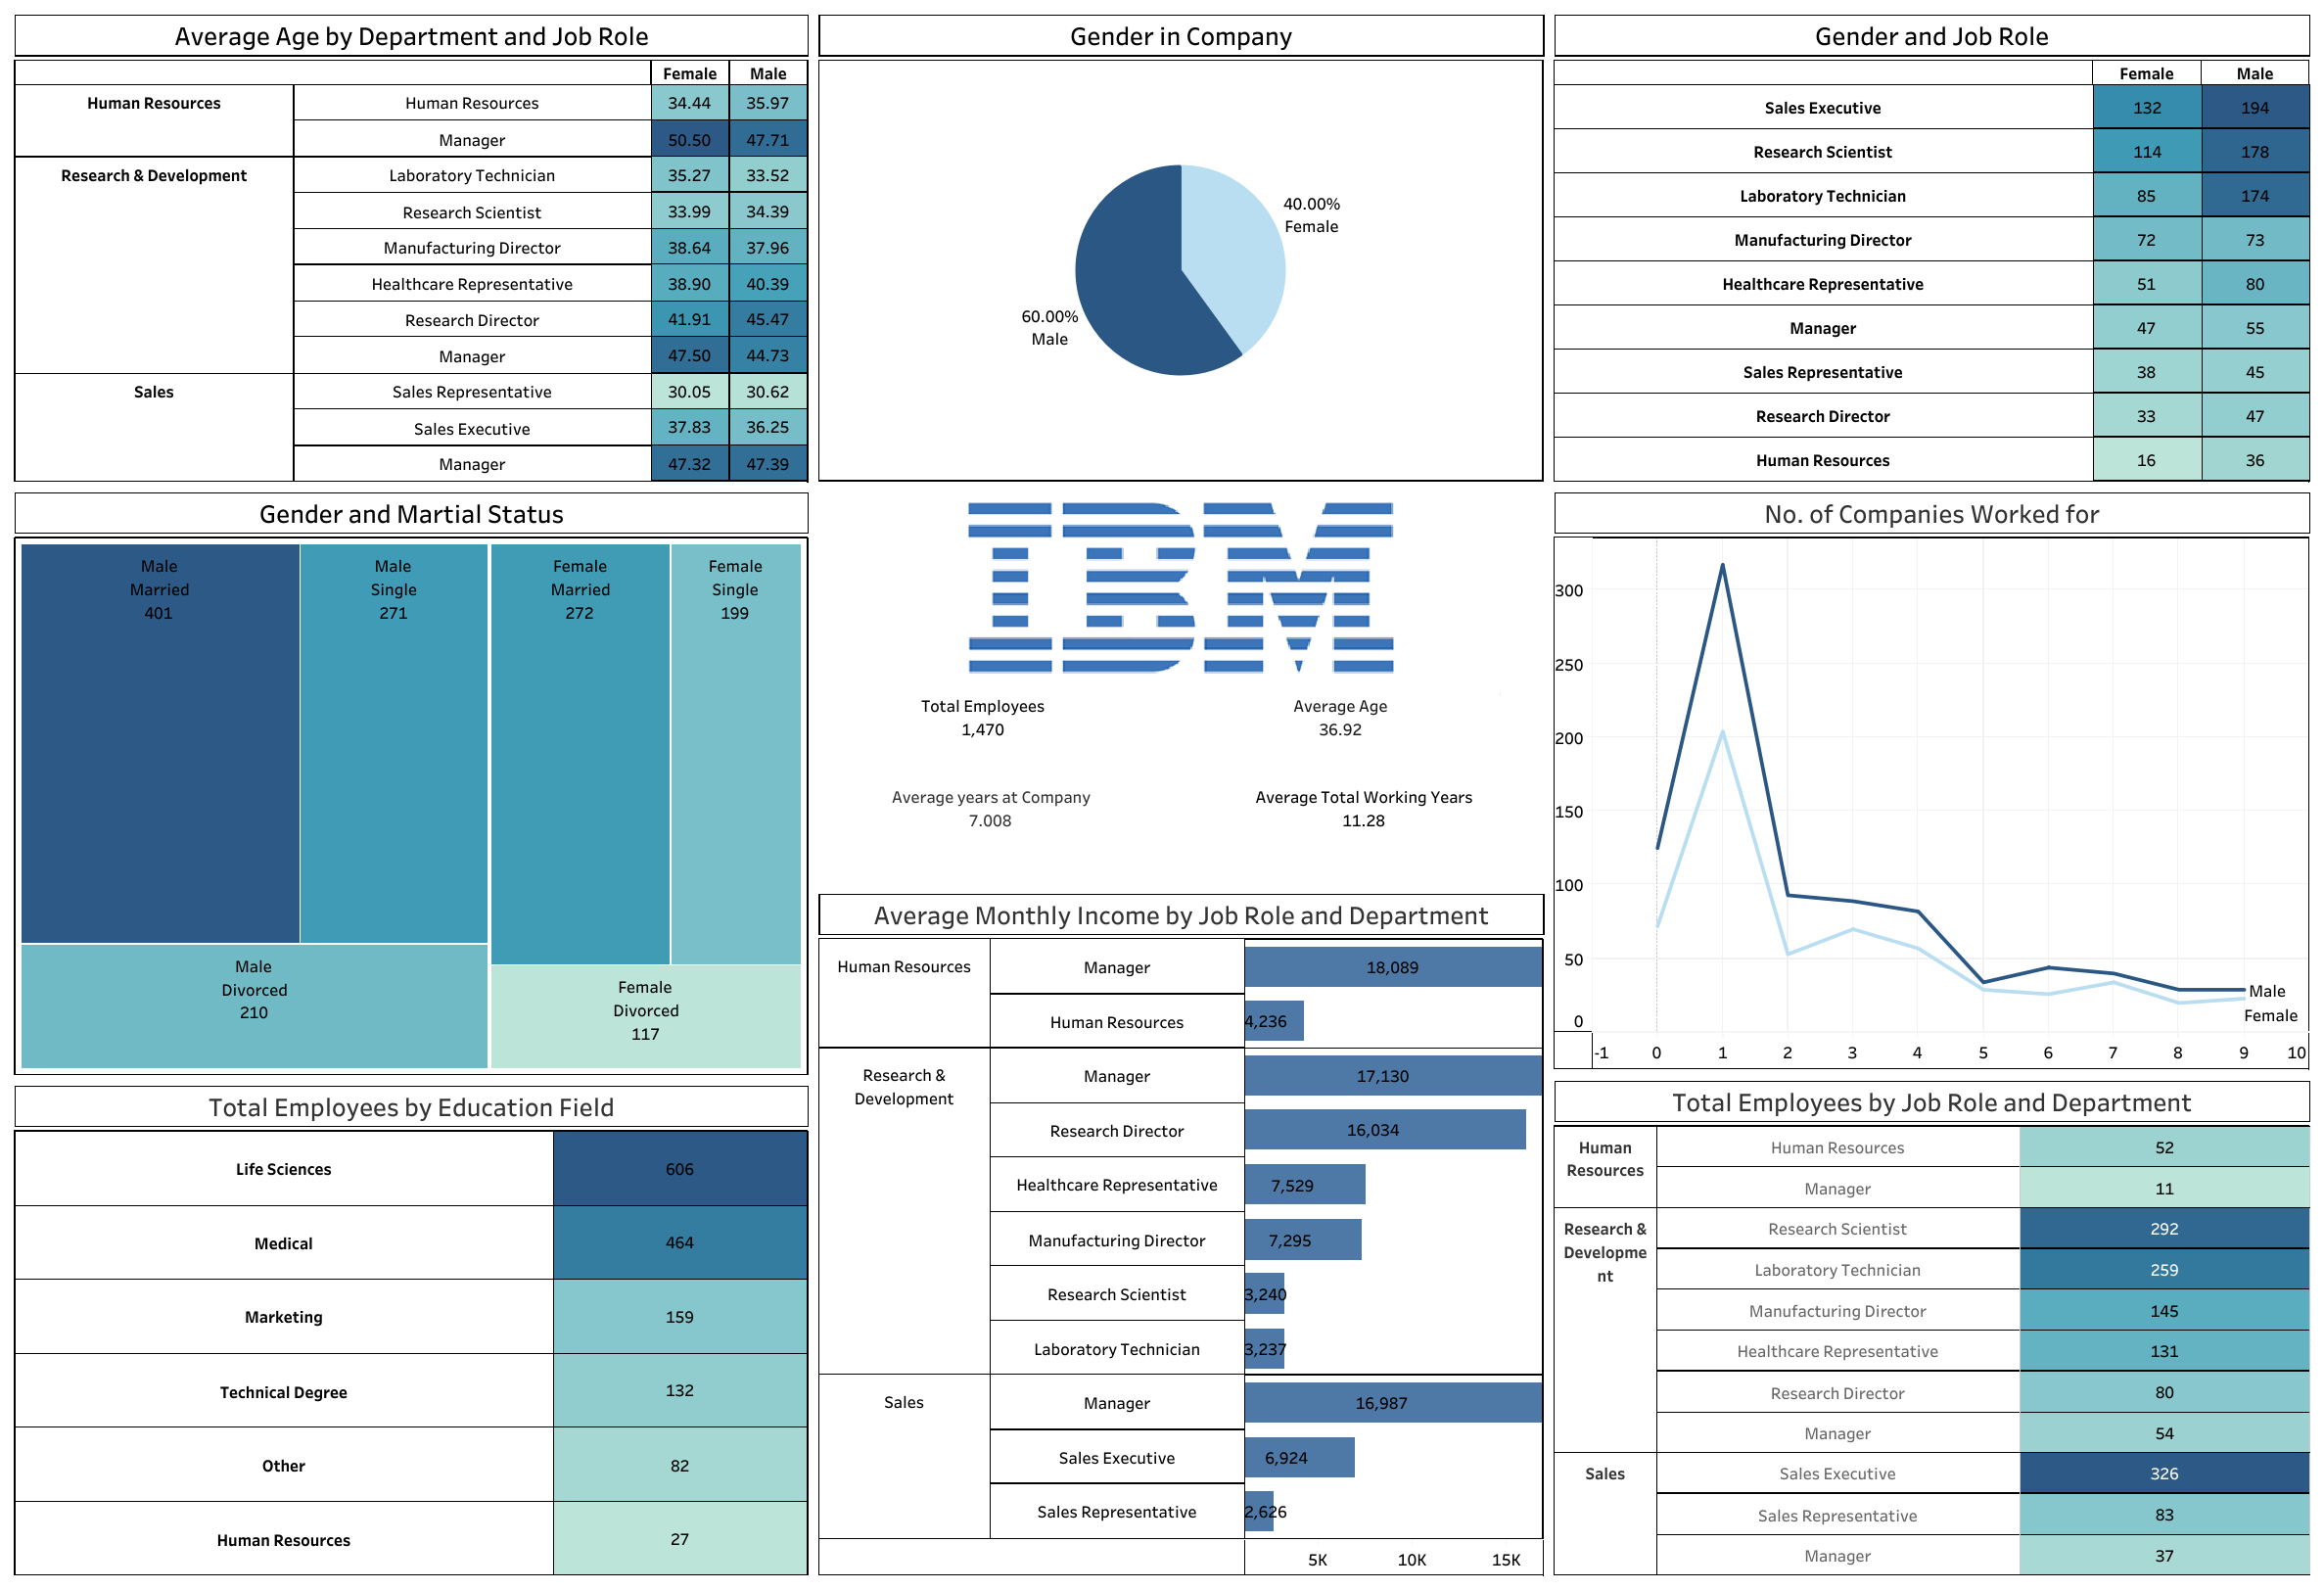 Average Age by Department and Job Role
Female Male
Human Resources Human Resources 34.44 35.97
Manager 50.50 47.71
Research & Development Laboratory Technician 35.27 33.52
Research Scientist 33.99 34.39
Manufacturing Director 38.64 37.96
Healthcare Representative 38.90 40.39
Research Director 41.91 45.47
Manager 47.50 44.73
Sales Sales Representative 30.05 30.62
Sales Executive 37.83 36.25
Manager 47.32 47.39
Gender in Company
40.00%
Female
60.00%
Male
Gender and Job Role
Female Male
Sales Executive 132 194
Research Scientist 114 178
Laboratory Technician 85 174
Manufacturing Director 72 73
Healthcare Representative 51 80
Manager 47 55
Sales Representative 38 45
Research Director 33 47
Human Resources 16 36
Gender and Martial Status
Male
Married
401
Male
Single
271
Female
Married
272
Female
Single
199
Male
Divorced
210
Female
Divorced
117
IBM
Total Employees
1,470
Average Age
36.92
Average years at Company
7.008
Average Total Working Years
11.28
No. of Companies Worked for
300
250
200
150
100
50
0
Male
Female
-1 0 1 2 3 4 5 6 7 8 9 10
Total Employees by Education Field
Life Sciences 606
Medical 464
Marketing 159
Technical Degree 132
Other 82
Human Resources 27
Average Monthly Income by Job Role and Department
Human Resources Manager 18,089
Human Resources 4,236
Research &
Development
Manager 17,130
Research Director 16,034
Healthcare Representative 7,529
Manufacturing Director 7,295
Research Scientist 3,240
Laboratory Technician 3,237
Sales Manager 16,987
Sales Executive 6,924
Sales Representative 2,626
5K 10K 15K
Total Employees by Job Role and Department
Human
Resources
Human Resources 52
Manager 11
Research &
Developme
nt
Research Scientist 292
Laboratory Technician 259
Manufacturing Director 145
Healthcare Representative 131
Research Director 80
Manager 54
Sales Sales Executive 326
Sales Representative 83
Manager 37